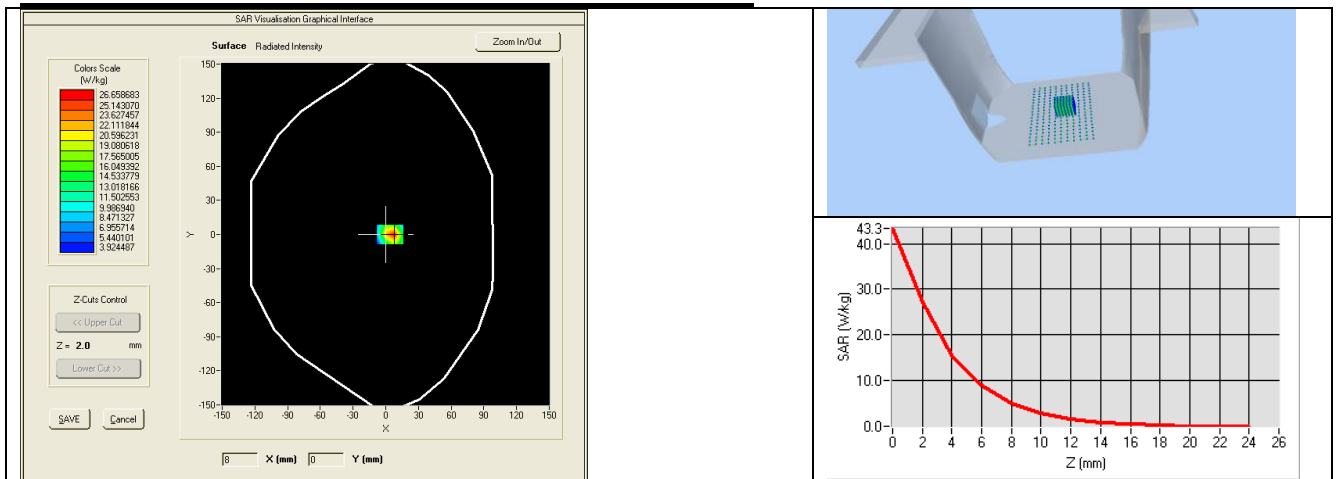 SAR Visualisation Graphical Interface
Surface Radiated Intensity
Zoom In/Out
Colors Scale
(W/kg)
26.658683
25.143070
23.627457
22.111844
20.596231
19.080618
17.565005
16.049392
14.533779
13.018166
11.502553
9.986940
8.471327
6.955714
5.440101
3.924487
Z-Cuts Control
<< Upper Cut
Z = 2.0 mm
Lower Cut >>
SAVE Cancel
150-
120-
90-
60-
30-
Y 0-
-30-
-60-
-90-
-120-
-150-
-150 -120 -90 -60 -30 0 30 60 90 120 150
X
8 X (mm) 0 Y (mm)
43.3-
40.0-
30.0-
20.0-
10.0-
0.0-
SAR (W/kg)
0 2 4 6 8 10 12 14 16 18 20 22 24 26
Z (mm)